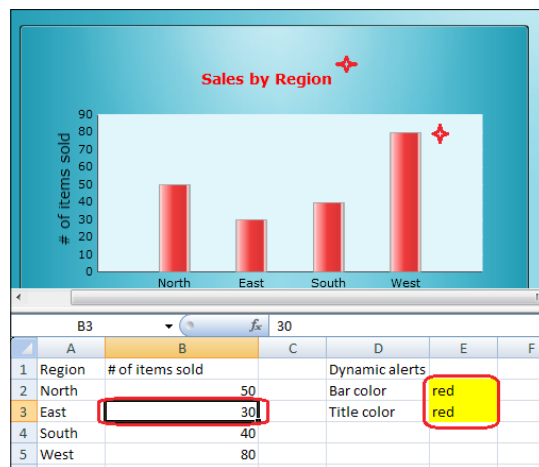 Sales by Region
# of items sold
90
80
70
60
50
40
30
20
10
0
North East South West
B3 fx 30
A B C D E F
1 Region # of items sold Dynamic alerts
2 North 50 Bar color red
3 East 30 Title color red
4 South 40
5 West 80